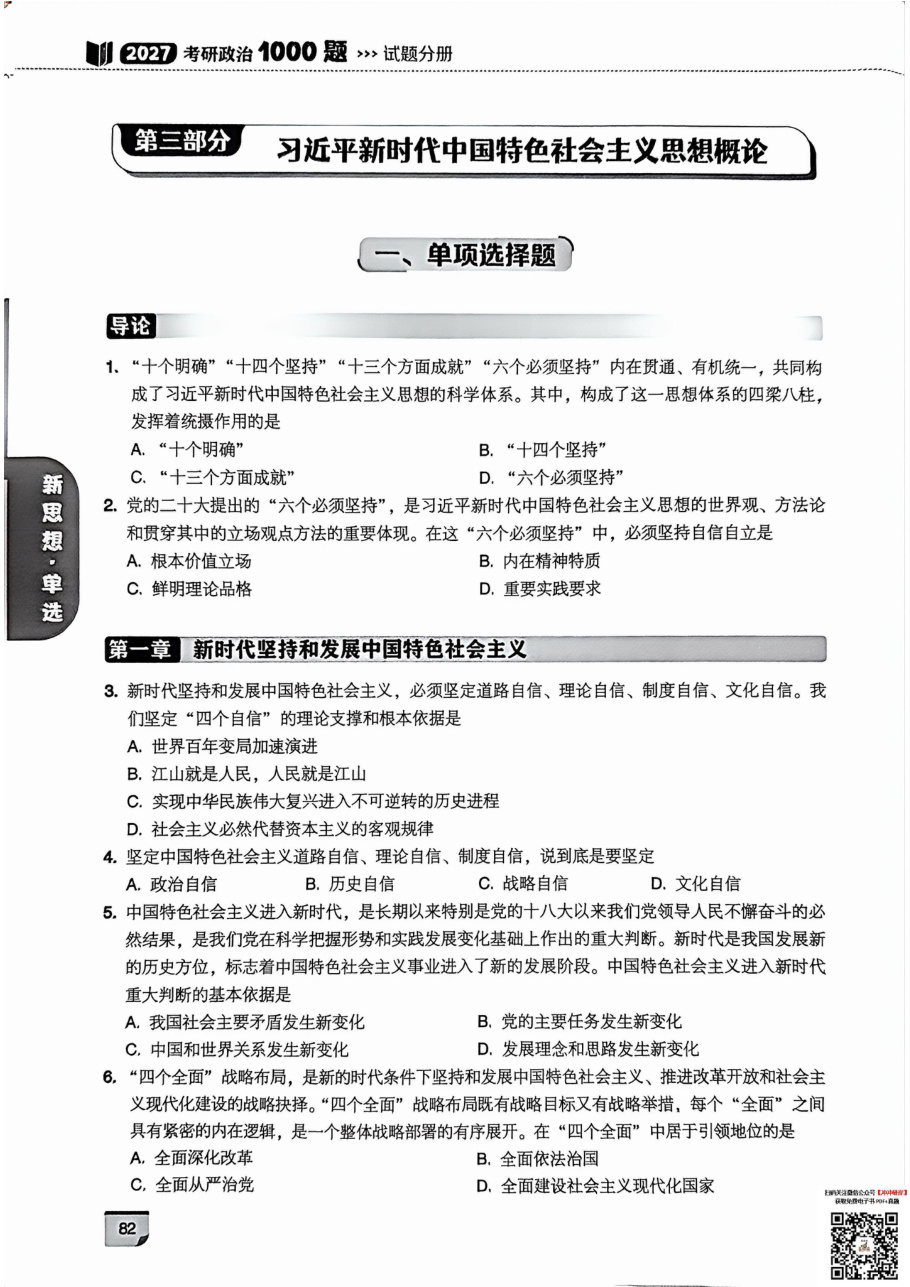 2027 考研政治 1000 题 >>> 试题分册
第三部分 习近平新时代中国特色社会主义思想概论
一、单项选择题
导论
1. “十个明确”“十四个坚持”“十三个方面成就”“六个必须坚持”内在贯通、有机统一，共同构
成了习近平新时代中国特色社会主义思想的科学体系。其中，构成了这一思想体系的四梁八柱，
发挥着统摄作用的是
A. “十个明确” B. “十四个坚持”
C. “十三个方面成就” D. “六个必须坚持”
2. 党的二十大提出的“六个必须坚持”，是习近平新时代中国特色社会主义思想的世界观、方法论
和贯穿其中的立场观点方法的重要体现。在这“六个必须坚持”中，必须坚持自信自立是
A. 根本价值立场 B. 内在精神特质
C. 鲜明理论品格 D. 重要实践要求
新思想·单选
第一章 新时代坚持和发展中国特色社会主义
3. 新时代坚持和发展中国特色社会主义，必须坚定道路自信、理论自信、制度自信、文化自信。我
们坚定“四个自信”的理论支撑和根本依据是
A. 世界百年变局加速演进
B. 江山就是人民，人民就是江山
C. 实现中华民族伟大复兴进入不可逆转的历史进程
D. 社会主义必然代替资本主义的客观规律
4. 坚定中国特色社会主义道路自信、理论自信、制度自信，说到底是要坚定
A. 政治自信 B. 历史自信 C. 战略自信 D. 文化自信
5. 中国特色社会主义进入新时代，是长期以来特别是党的十八大以来我们党领导人民不懈奋斗的必
然结果，是我们党在科学把握形势和实践发展变化基础上作出的重大判断。新时代是我国发展新
的历史方位，标志着中国特色社会主义事业进入了新的发展阶段。中国特色社会主义进入新时代
重大判断的基本依据是
A. 我国社会主要矛盾发生新变化 B. 党的主要任务发生新变化
C. 中国和世界关系发生新变化 D. 发展理念和思路发生新变化
6. “四个全面”战略布局，是新的时代条件下坚持和发展中国特色社会主义、推进改革开放和社会主
义现代化建设的战略抉择。“四个全面”战略布局既有战略目标又有战略举措，每个“全面”之间
具有紧密的内在逻辑，是一个整体战略部署的有序展开。在“四个全面”中居于引领地位的是
A. 全面深化改革 B. 全面依法治国
C. 全面从严治党 D. 全面建设社会主义现代化国家
82
扫码关注微信公众号【冲冲研资】
获取免费电子书PDF+真题